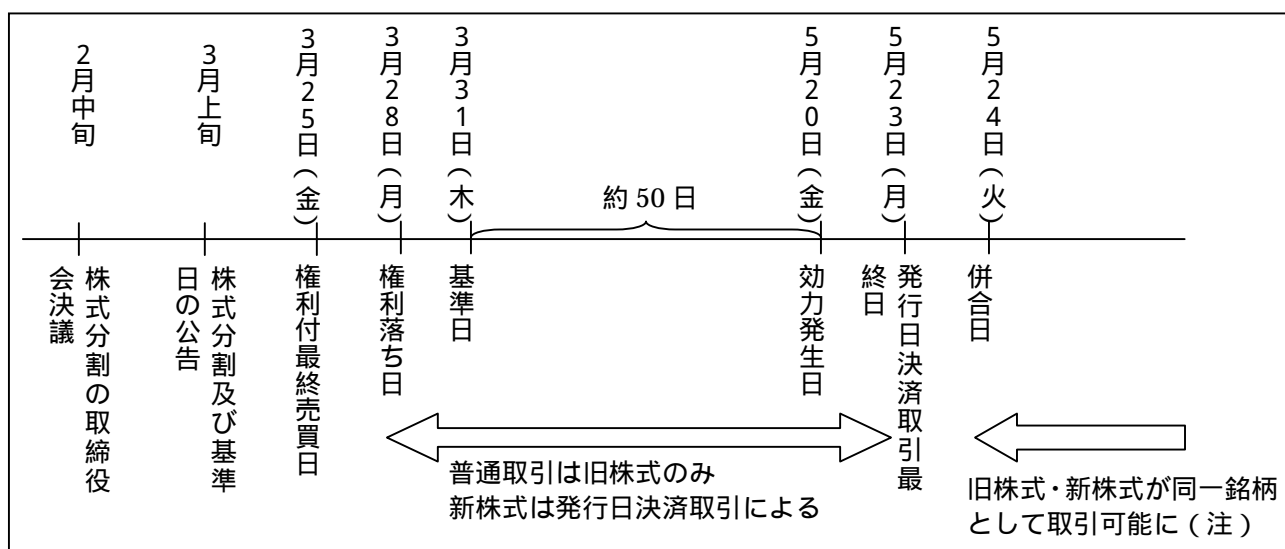 2月中旬
3月上旬
3月25日(金)
3月28日(月)
3月31日(木)
約50日
5月20日(金)
5月23日(月)
5月24日(火)
株式分割の取締役
会決議
株式分割及び基準
日の公告
権利付最終売買日
権利落ち日
基準日
効力発生日
発行日決済取引最
終日
併合日
普通取引は旧株式のみ
新株式は発行日決済取引による
旧株式・新株式が同一銘柄
として取引可能に(注)